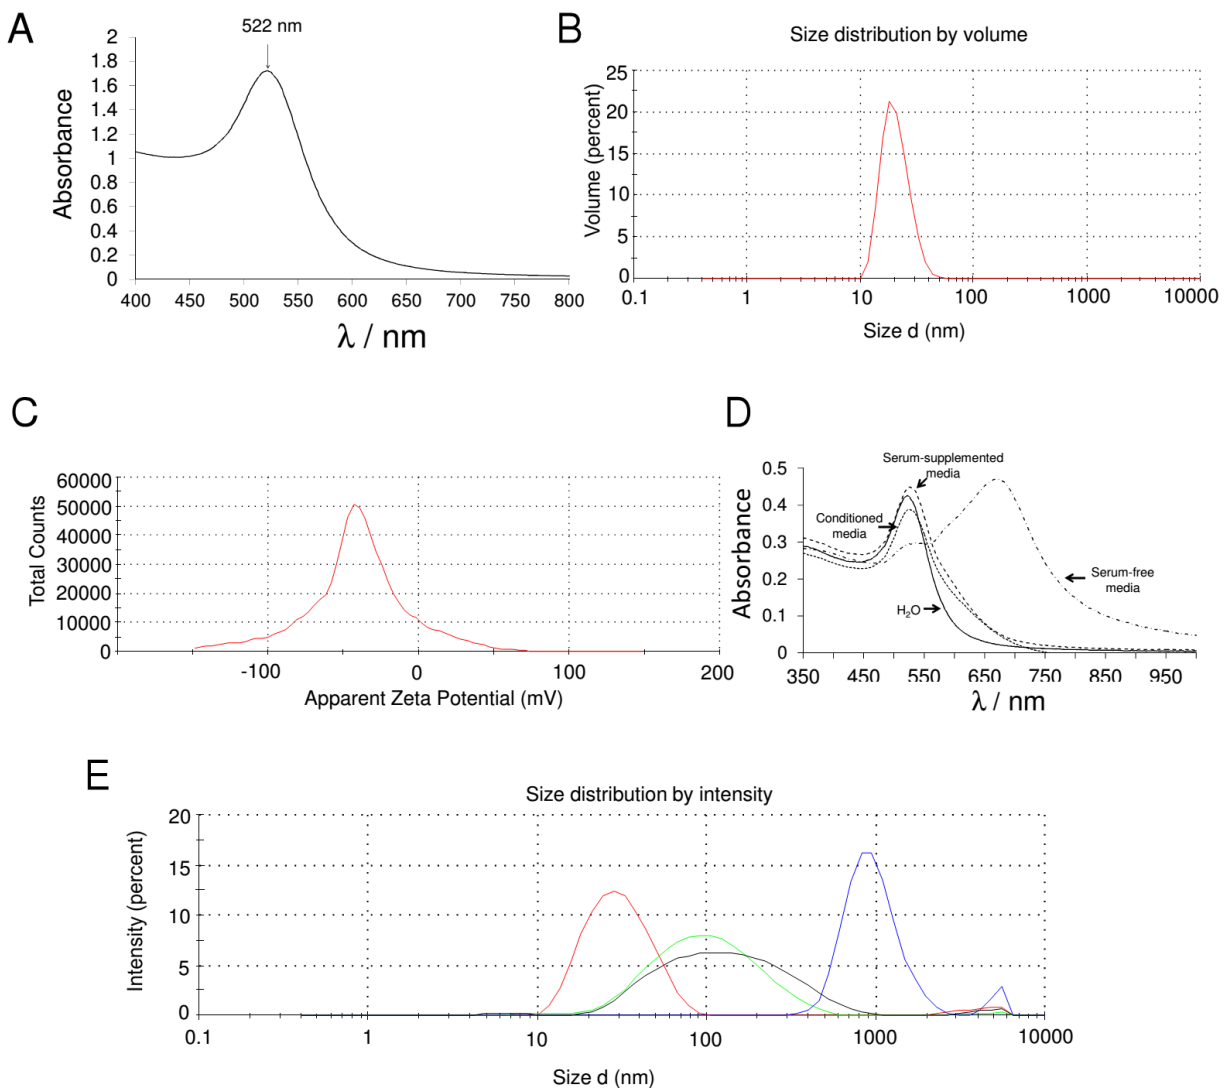 A
522 nm
2
1.8
1.6
1.4
1.2
1
0.8
0.6
0.4
0.2
0
Absorbance
400 450 500 550 600 650 700 750 800
λ / nm
B
Size distribution by volume
25
20
15
10
5
0
Volume (percent)
0.1 1 10 100 1000 10000
Size d (nm)
C
60000
50000
40000
30000
20000
10000
0
Total Counts
-100 0 100 200
Apparent Zeta Potential (mV)
D
0.5
0.4
0.3
0.2
0.1
0
Absorbance
Serum-supplemented
media
Conditioned
media
Serum-free
media
H₂O
350 450 550 650 750 850 950
λ / nm
E
Size distribution by intensity
20
15
10
5
0
Intensity (percent)
0.1 1 10 100 1000 10000
Size d (nm)